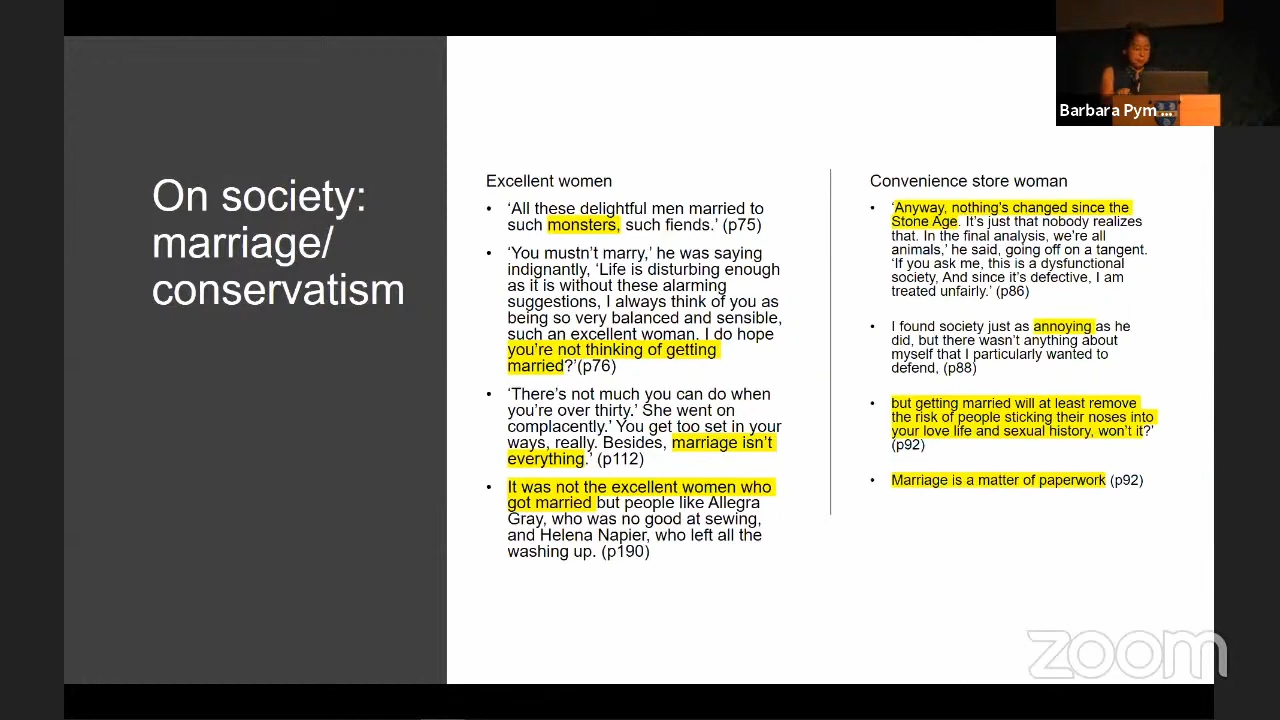 On society:
marriage/
conservatism
Excellent women
• ‘All these delightful men married to
such monsters, such fiends.’ (p75)
• ‘You mustn’t marry,’ he was saying
indignantly, ‘Life is disturbing enough
as it is without these alarming
suggestions, I always think of you as
being so very balanced and sensible,
such an excellent woman. I do hope
you’re not thinking of getting
married?’(p76)
• ‘There’s not much you can do when
you’re over thirty.’ She went on
complacently.’ You get too set in your
ways, really. Besides, marriage isn’t
everything.’ (p112)
• It was not the excellent women who
got married but people like Allegra
Gray, who was no good at sewing,
and Helena Napier, who left all the
washing up. (p190)
Convenience store woman
• ‘Anyway, nothing’s changed since the
Stone Age. It’s just that nobody realizes
that. In the final analysis, we’re all
animals,’ he said, going off on a tangent.
‘If you ask me, this is a dysfunctional
society, And since it’s defective, I am
treated unfairly.’ (p86)
• I found society just as annoying as he
did, but there wasn’t anything about
myself that I particularly wanted to
defend, (p88)
• but getting married will at least remove
the risk of people sticking their noses into
your love life and sexual history, won’t it?’
(p92)
• Marriage is a matter of paperwork (p92)
Barbara Pym ...
zoom